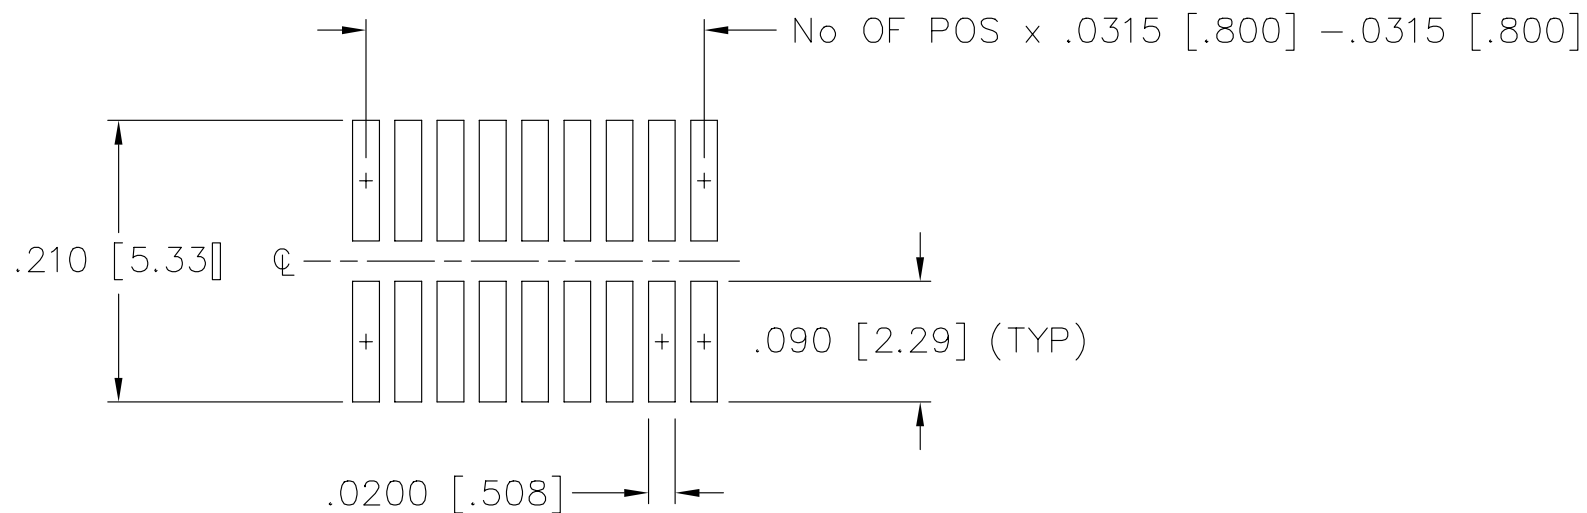 No OF POS x .0315 [.800] -.0315 [.800]
.210 [5.33]
℄
.090 [2.29] (TYP)
.0200 [.508]